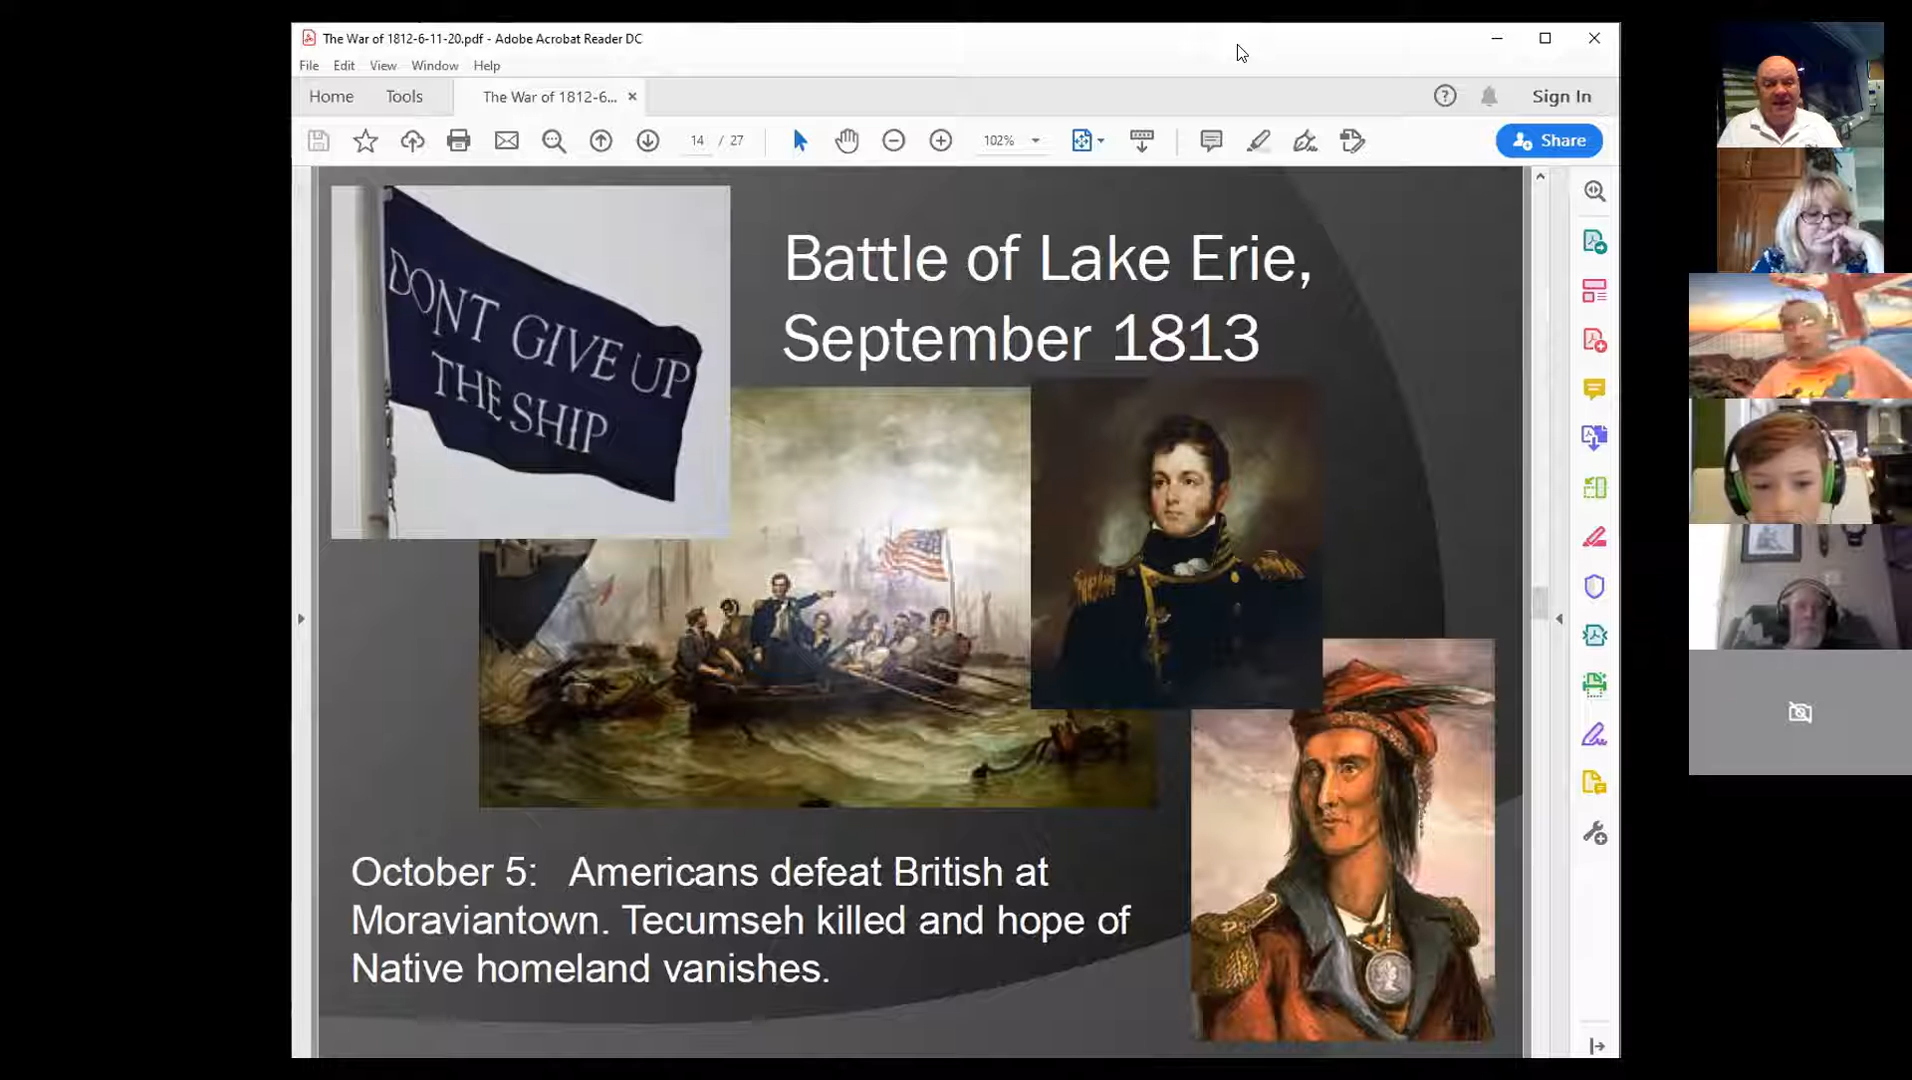 The War of 1812-6-11-20.pdf - Adobe Acrobat Reader DC
File Edit View Window Help
Home Tools The War of 1812-6... × Sign In
14 / 27 102% Share
DONT GIVE UP
THE SHIP
Battle of Lake Erie,
September 1813
October 5: Americans defeat British at
Moraviantown. Tecumseh killed and hope of
Native homeland vanishes.